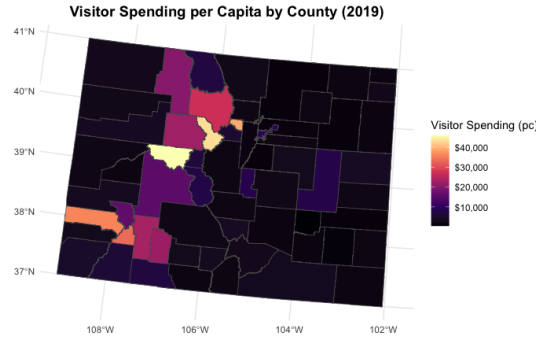 Visitor Spending per Capita by County (2019)
41°N
40°N
39°N
38°N
37°N
108°W
106°W
104°W
102°W
Visitor Spending (pc)
$40,000
$30,000
$20,000
$10,000